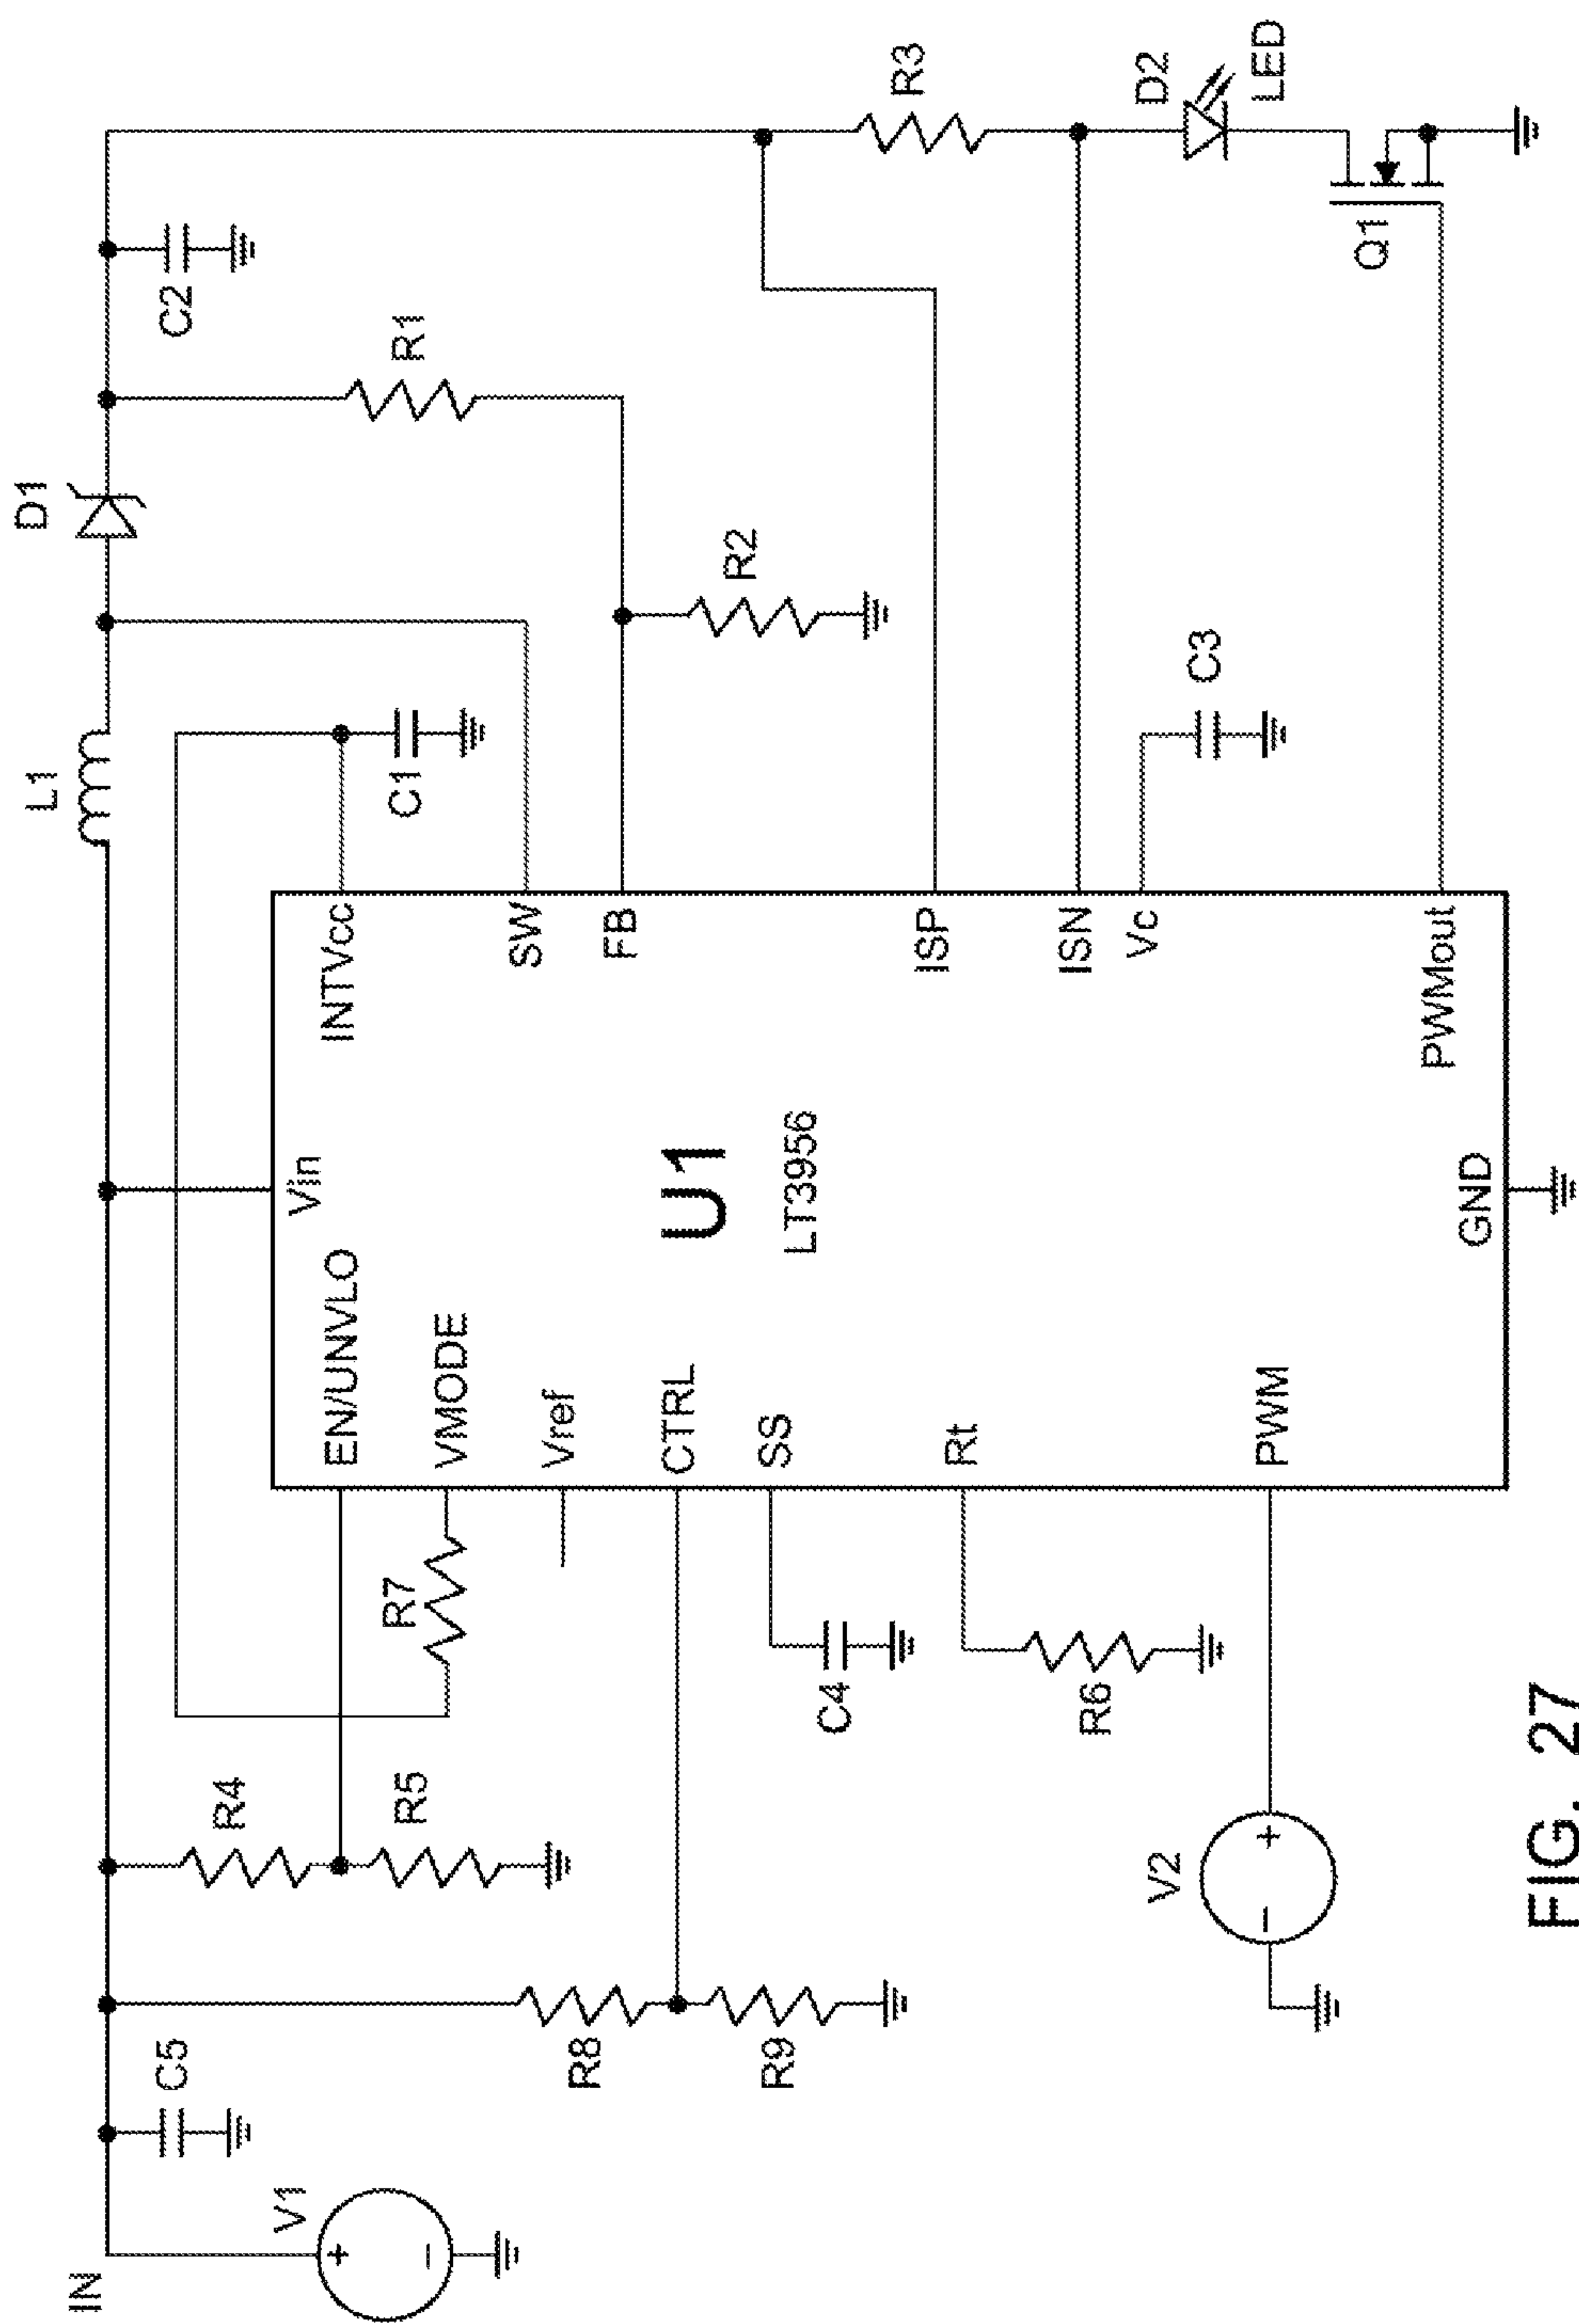 IN
V1
+
−
C5
R8
R9
R4
R5
R7
V2
−
+
C4
R6
L1
D1
C1
C2
R1
R2
R3
C3
D2
LED
Q1
U1
LT3956
Vin
EN/UNVLO
VMODE
Vref
CTRL
SS
Rt
PWM
INTVcc
SW
FB
ISP
ISN
Vc
PWMout
GND
FIG. 27